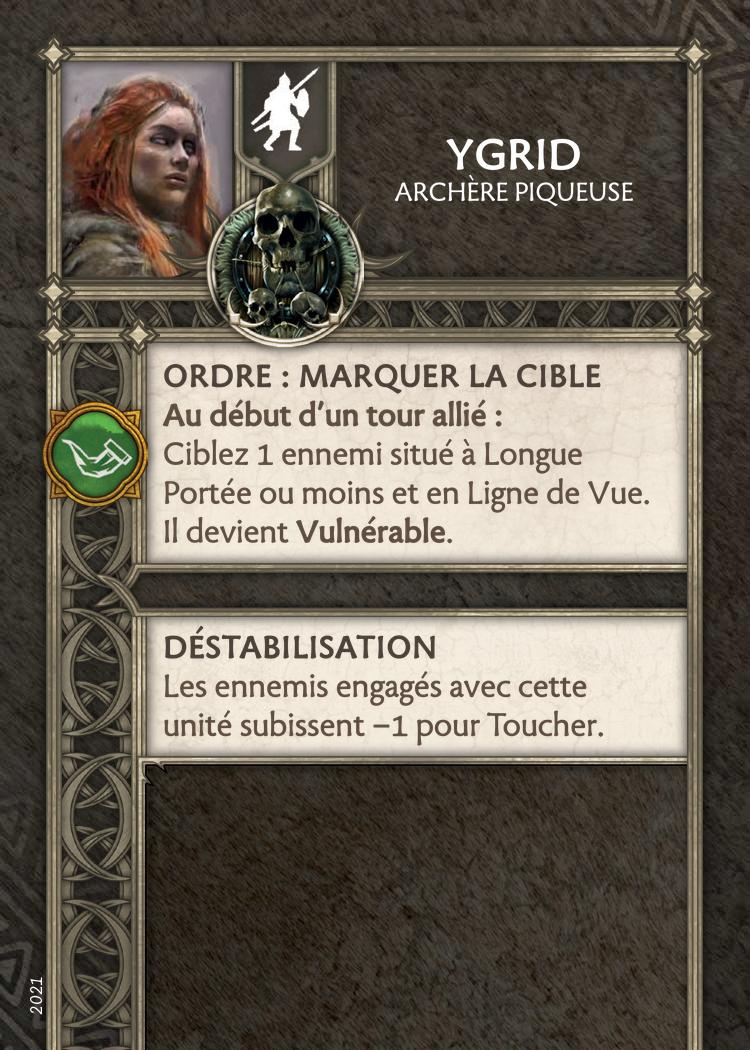 YGRID
ARCHÈRE PIQUEUSE
ORDRE : MARQUER LA CIBLE
Au début d'un tour allié :
Ciblez 1 ennemi situé à Longue
Portée ou moins et en Ligne de Vue.
Il devient Vulnérable.
DÉSTABILISATION
Les ennemis engagés avec cette
unité subissent –1 pour Toucher.
2021